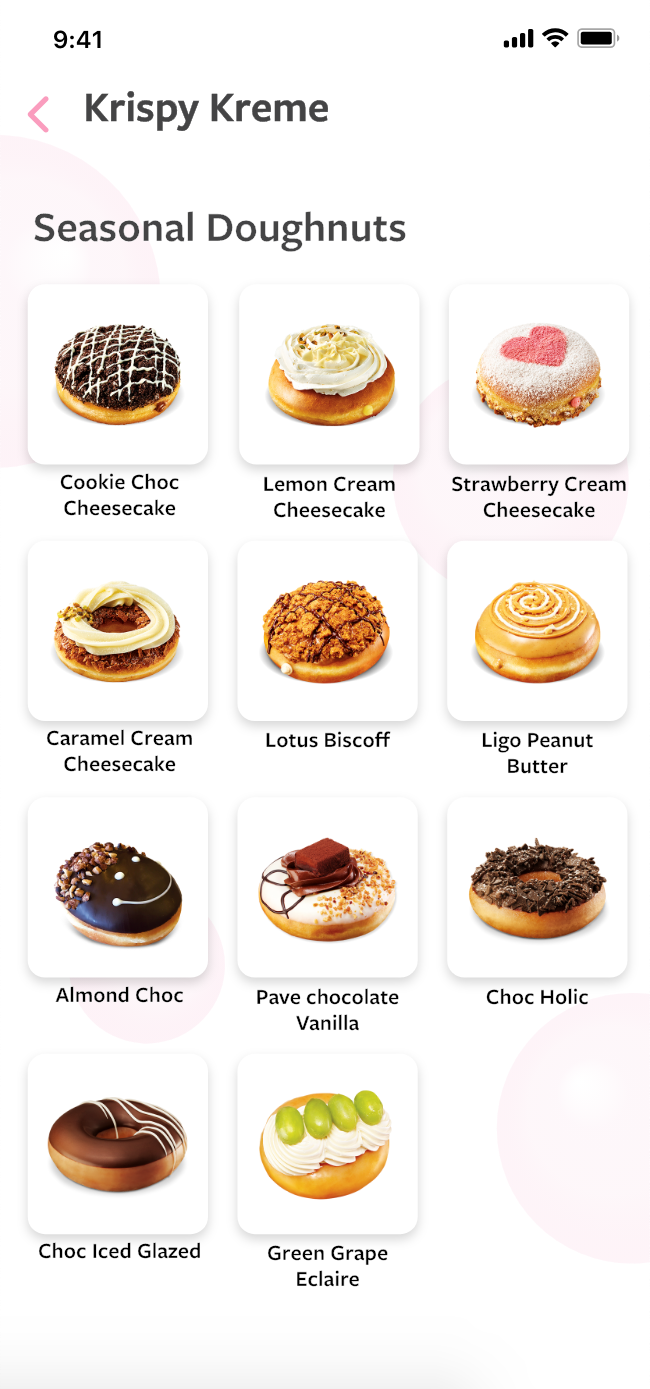 9:41
Krispy Kreme
Seasonal Doughnuts
Cookie Choc
Cheesecake
Lemon Cream
Cheesecake
Strawberry Cream
Cheesecake
Caramel Cream
Cheesecake
Lotus Biscoff
Ligo Peanut
Butter
Almond Choc
Pave chocolate
Vanilla
Choc Holic
Choc Iced Glazed
Green Grape
Eclaire